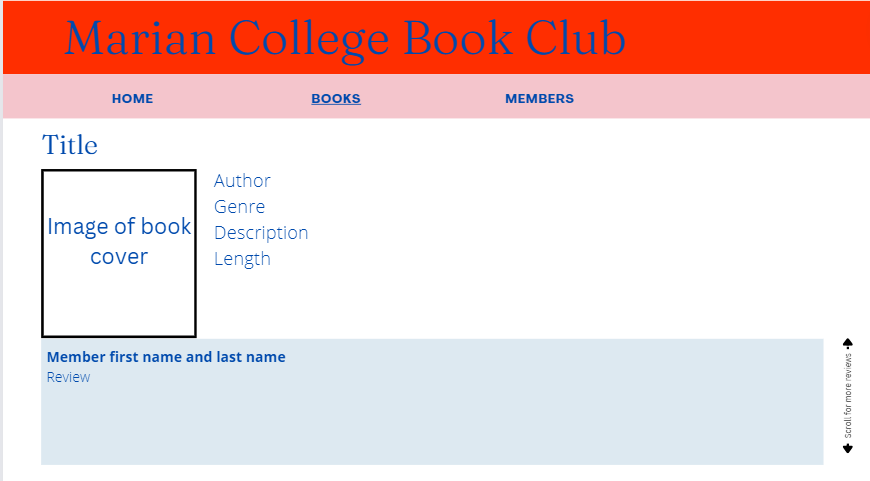 Marian College Book Club
HOME BOOKS MEMBERS
Title
Image of book
cover
Author
Genre
Description
Length
Member first name and last name
Review
Scroll for more reviews